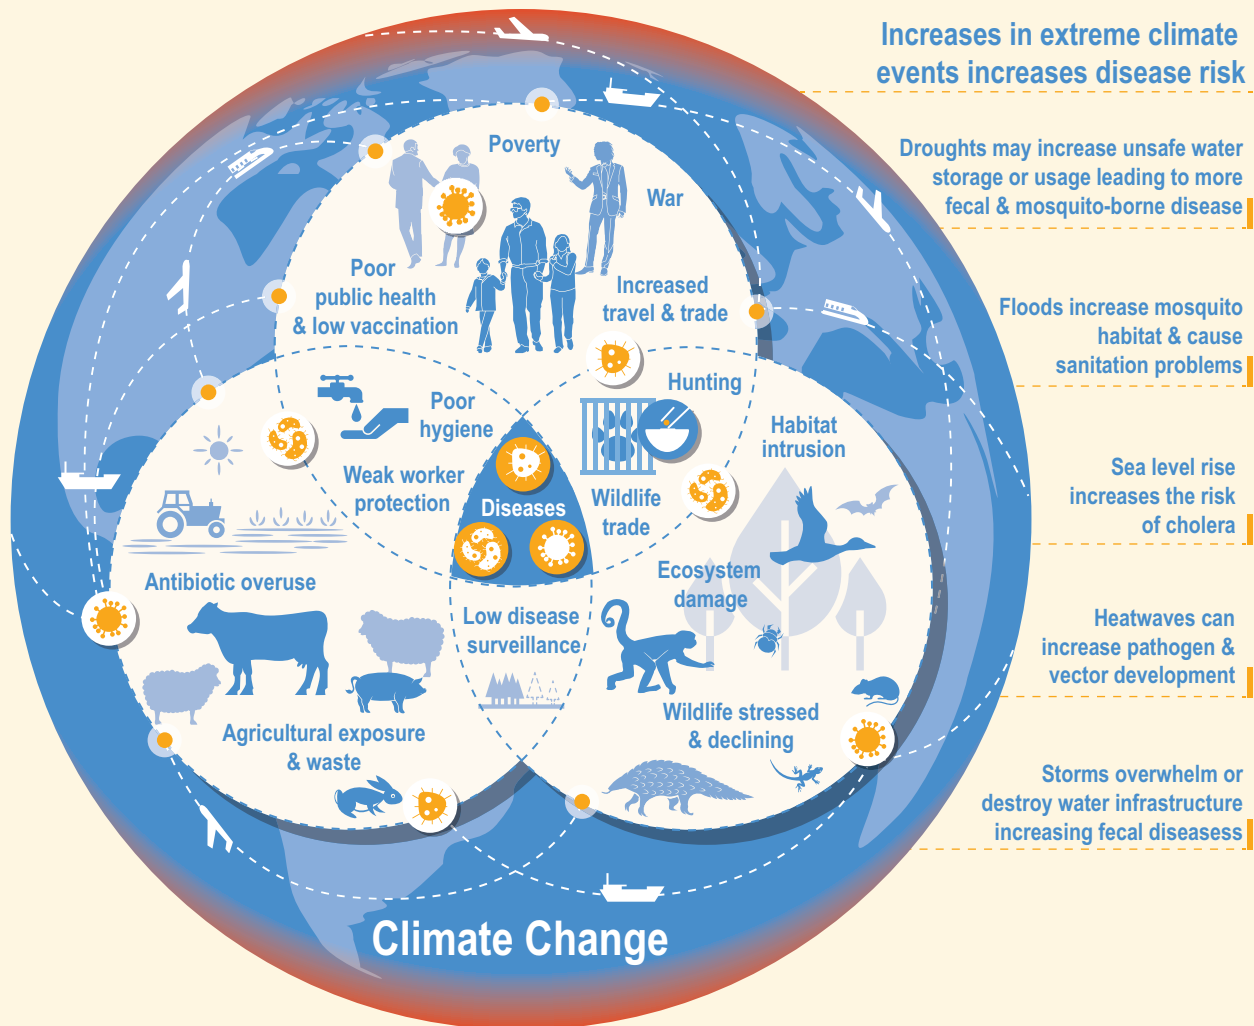 Increases in extreme climate
events increases disease risk
Droughts may increase unsafe water
storage or usage leading to more
fecal & mosquito-borne disease
Floods increase mosquito
habitat & cause
sanitation problems
Sea level rise
increases the risk
of cholera
Heatwaves can
increase pathogen &
vector development
Storms overwhelm or
destroy water infrastructure
increasing fecal diseasess
Poverty
War
Poor
public health
& low vaccination
Increased
travel & trade
Poor
hygiene
Weak worker
protection
Hunting
Wildlife
trade
Habitat
intrusion
Diseases
Antibiotic overuse
Ecosystem
damage
Low disease
surveillance
Agricultural exposure
& waste
Wildlife stressed
& declining
Climate Change